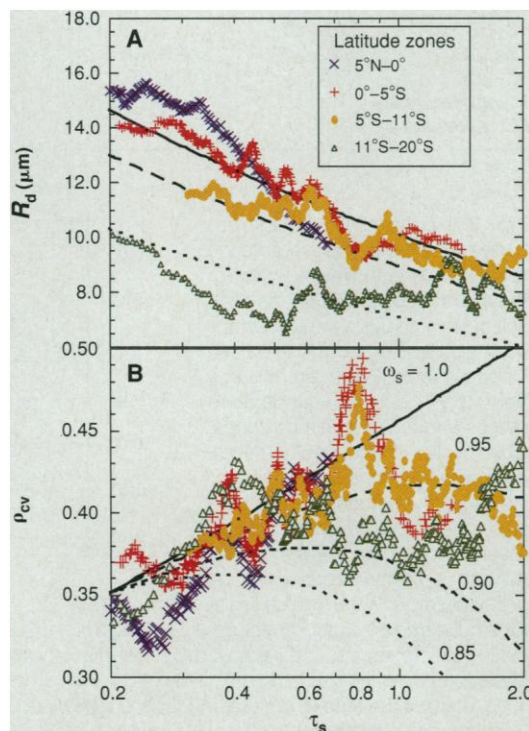 A
Latitude zones
5°N–0°
0°–5°S
5°S–11°S
11°S–20°S
18.0
16.0
14.0
12.0
10.0
8.0
R_d (μm)
0.50
B
ω_s = 1.0
0.95
0.90
0.85
0.45
0.40
0.35
0.30
ρ_cv
0.2 0.4 0.6 1.0 2.0
τ_s